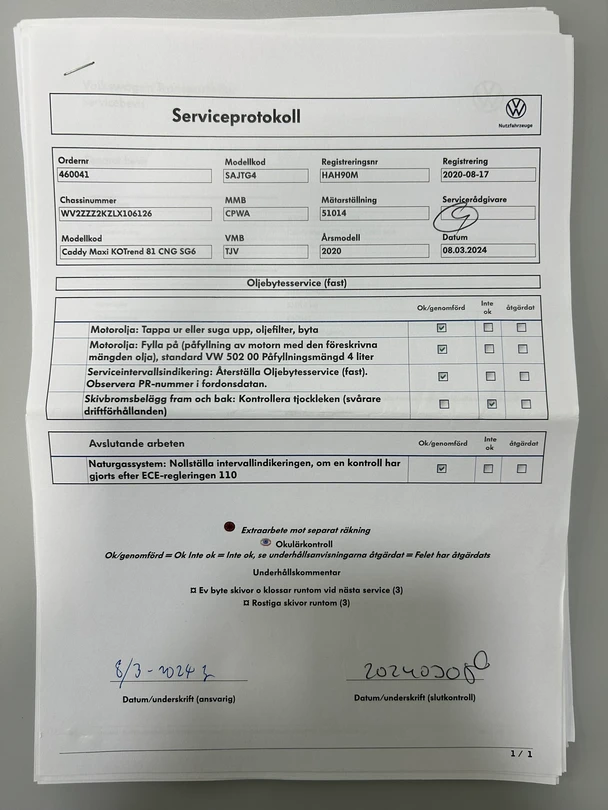 Serviceprotokoll
Nutzfahrzeuge
Ordernr Modellkod Registreringsnr Registrering
460041 SAJTG4 HAH90M 2020-08-17
Chassinummer MMB Mätarställning Servicerådgivare
WV2ZZZ2KZLX106126 CPWA 51014
Modellkod VMB Årsmodell Datum
Caddy Maxi KOTrend 81 CNG SG6 TJV 2020 08.03.2024
Oljebytesservice (fast)
Ok/genomförd Inte ok åtgärdat
Motorolja: Tappa ur eller suga upp, oljefilter, byta
Motorolja: Fylla på (påfyllning av motorn med den föreskrivna
mängden olja), standard VW 502 00 Påfyllningsmängd 4 liter
Serviceintervallsindikering: Återställa Oljebytesservice (fast).
Observera PR-nummer i fordonsdatan.
Skivbromsbelägg fram och bak: Kontrollera tjockleken (svårare
driftförhållanden)
Avslutande arbeten Ok/genomförd Inte ok åtgärdat
Naturgassystem: Nollställa intervallindikeringen, om en kontroll har
gjorts efter ECE-regleringen 110
Extraarbete mot separat räkning
Okulärkontroll
Ok/genomförd = Ok Inte ok = Inte ok, se underhållsanvisningarna åtgärdat = Felet har åtgärdats
Underhållskommentar
¤ Ev byte skivor o klossar runtom vid nästa service (3)
¤ Rostiga skivor runtom (3)
8/3-2024 20240308
Datum/underskrift (ansvarig) Datum/underskrift (slutkontroll)
1 / 1